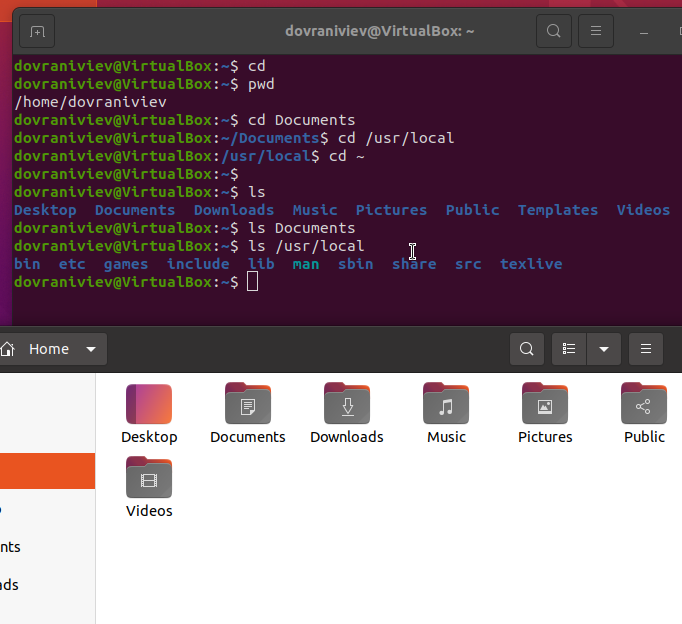 dovraniviev@VirtualBox: ~
dovraniviev@VirtualBox:~$ cd
dovraniviev@VirtualBox:~$ pwd
/home/dovraniviev
dovraniviev@VirtualBox:~$ cd Documents
dovraniviev@VirtualBox:~/Documents$ cd /usr/local
dovraniviev@VirtualBox:/usr/local$ cd ~
dovraniviev@VirtualBox:~$
dovraniviev@VirtualBox:~$ ls
Desktop Documents Downloads Music Pictures Public Templates Videos
dovraniviev@VirtualBox:~$ ls Documents
dovraniviev@VirtualBox:~$ ls /usr/local
bin etc games include lib man sbin share src texlive
dovraniviev@VirtualBox:~$
Home
Desktop Documents Downloads Music Pictures Public
Videos
nts
ads